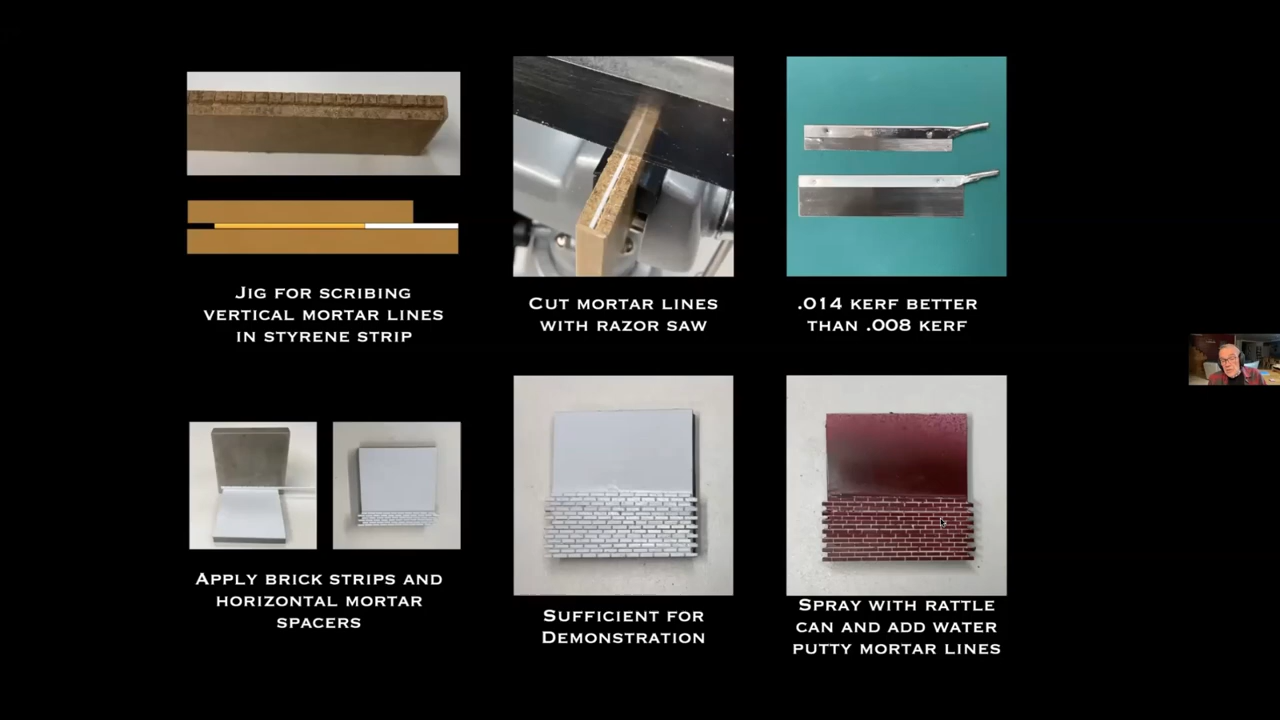 Jig for scribing
vertical mortar lines
in styrene strip
Cut mortar lines
with razor saw
.014 kerf better
than .008 kerf
Apply brick strips and
horizontal mortar
spacers
Sufficient for
Demonstration
Spray with rattle
can and add water
putty mortar lines